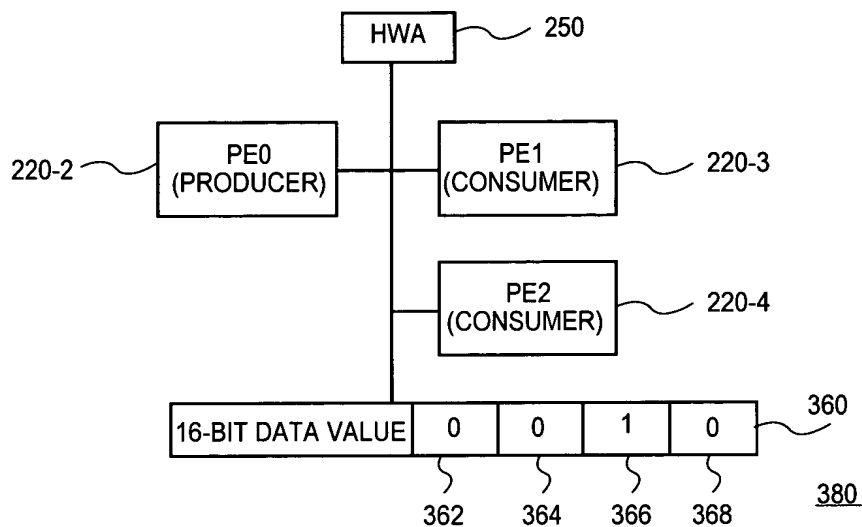 HWA
250
220-2
PE0
(PRODUCER)
PE1
(CONSUMER)
220-3
PE2
(CONSUMER)
220-4
16-BIT DATA VALUE 0 0 1 0
360
362 364 366 368
380